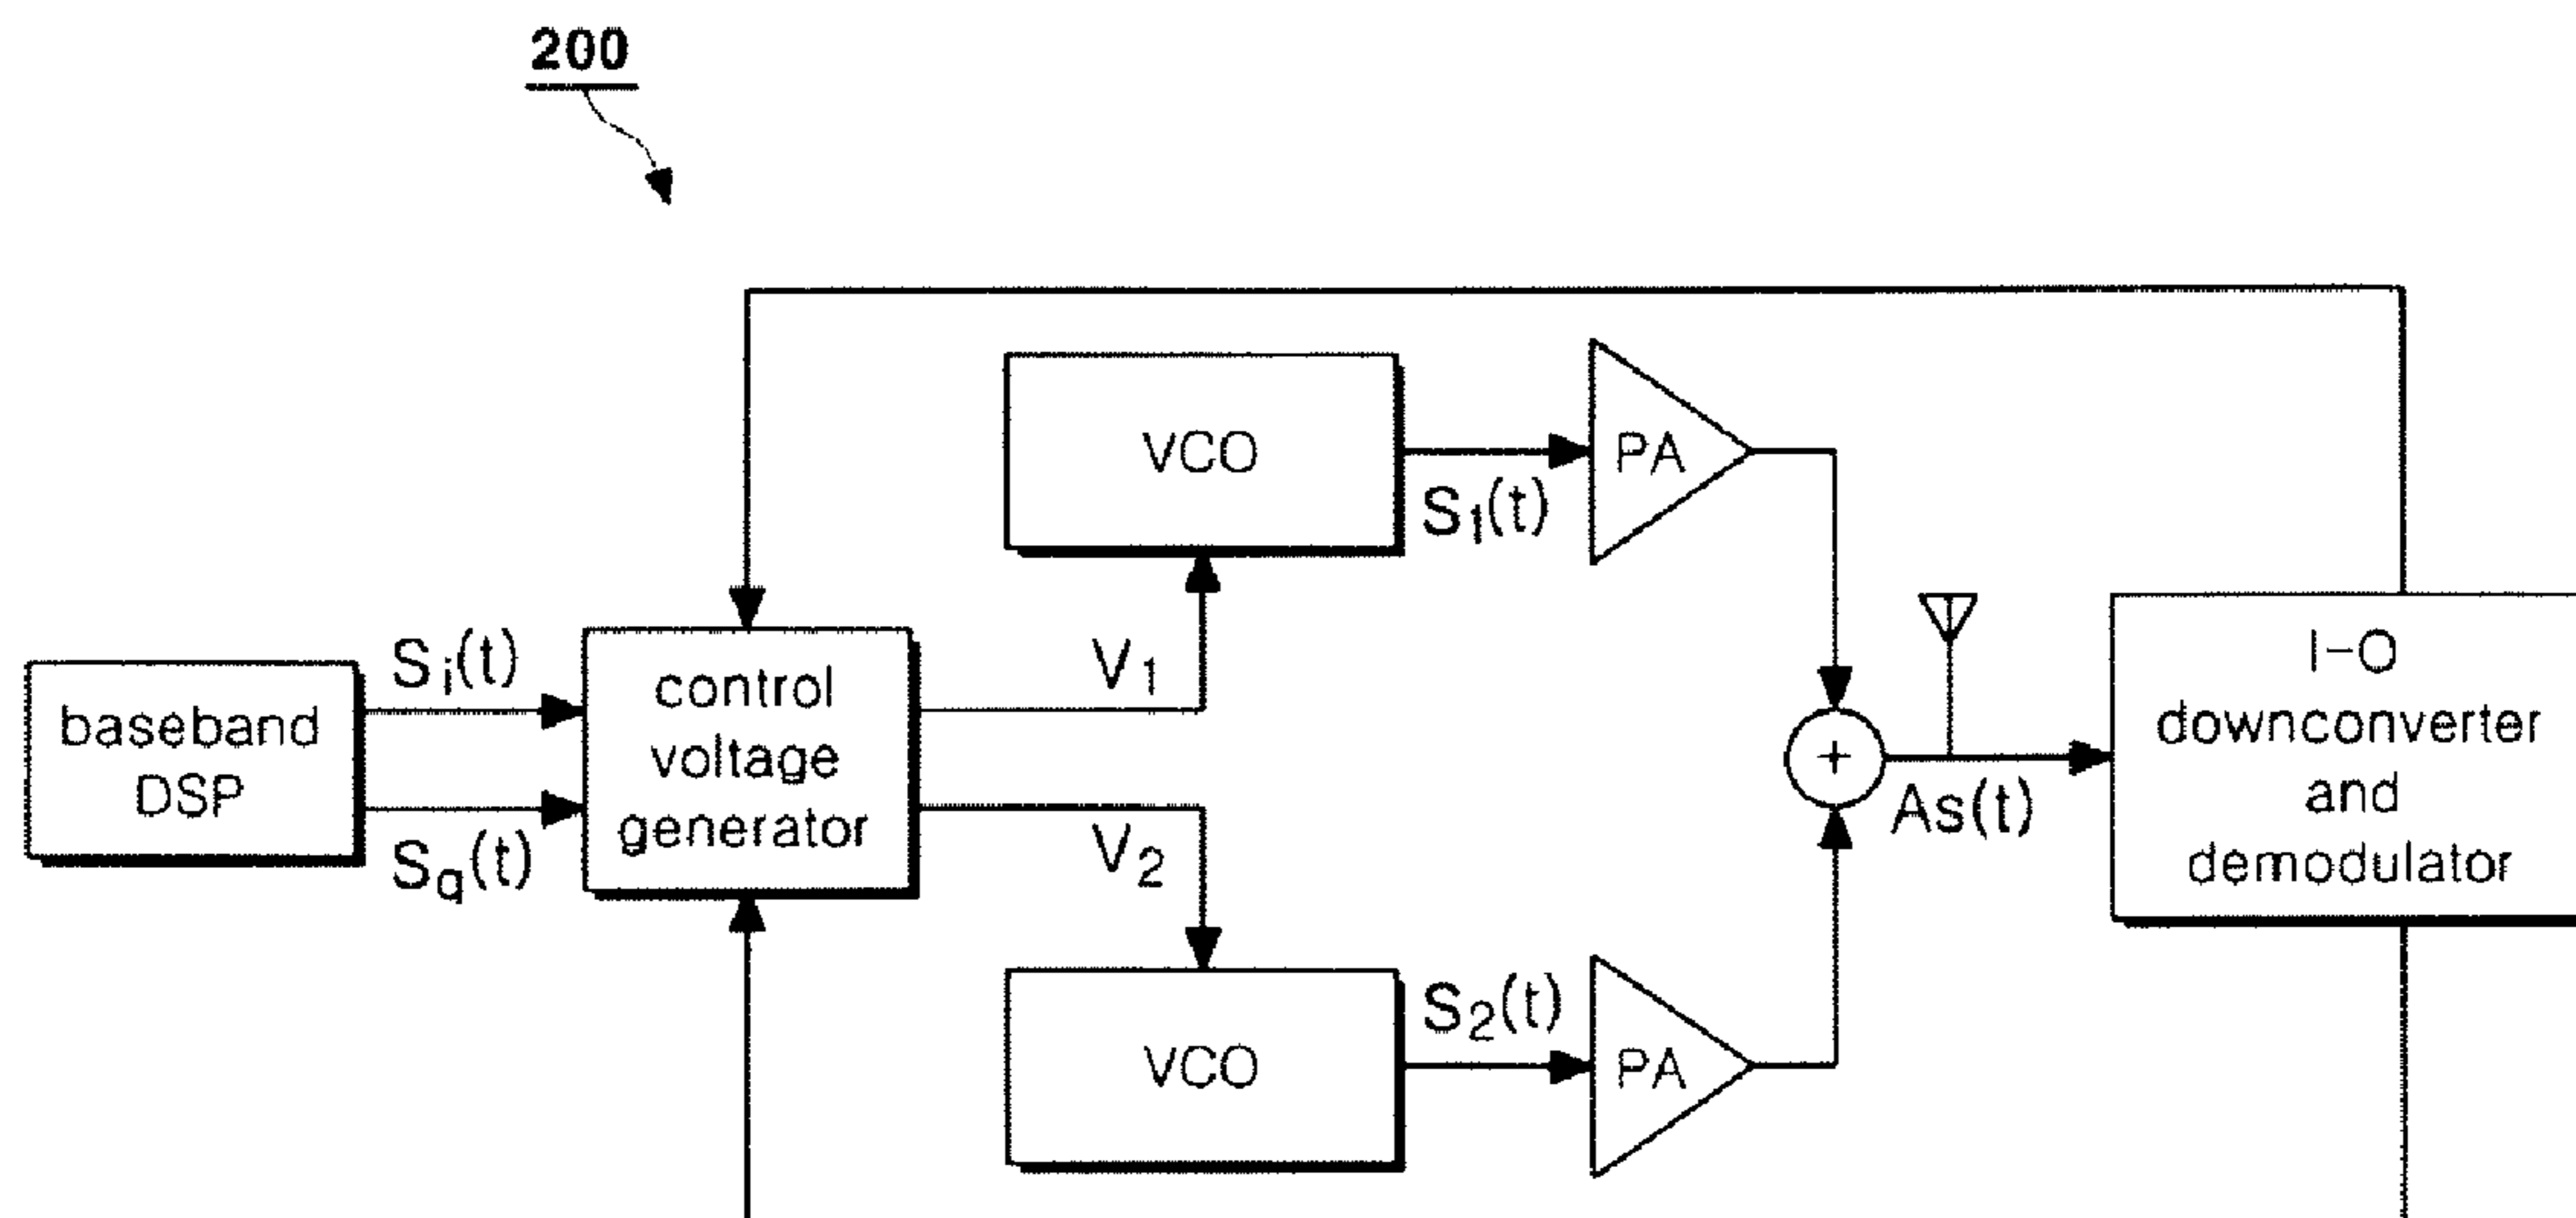 200
VCO
PA
S1(t)
Si(t)
baseband
DSP
Sq(t)
control
voltage
generator
V1
V2
+
As(t)
I-O
downconverter
and
demodulator
VCO
S2(t)
PA